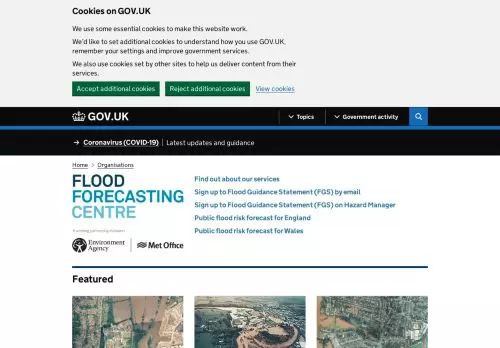 Cookies on GOV.UK
We use some essential cookies to make this website work.
We'd like to set additional cookies to understand how you use GOV.UK,
remember your settings and improve government services.
We also use cookies set by other sites to help us deliver content from their
services.
Accept additional cookies
Reject additional cookies
View cookies
GOV.UK
Topics
Government activity
→ Coronavirus (COVID-19)
Latest updates and guidance
Home > Organisations
FLOOD
FORECASTING
CENTRE
Find out about our services
Sign up to Flood Guidance Statement (FGS) by email
Sign up to Flood Guidance Statement (FGS) on Hazard Manager
Public flood risk forecast for England
Public flood risk forecast for Wales
a working partnership between
Environment
Agency
Met Office
Featured